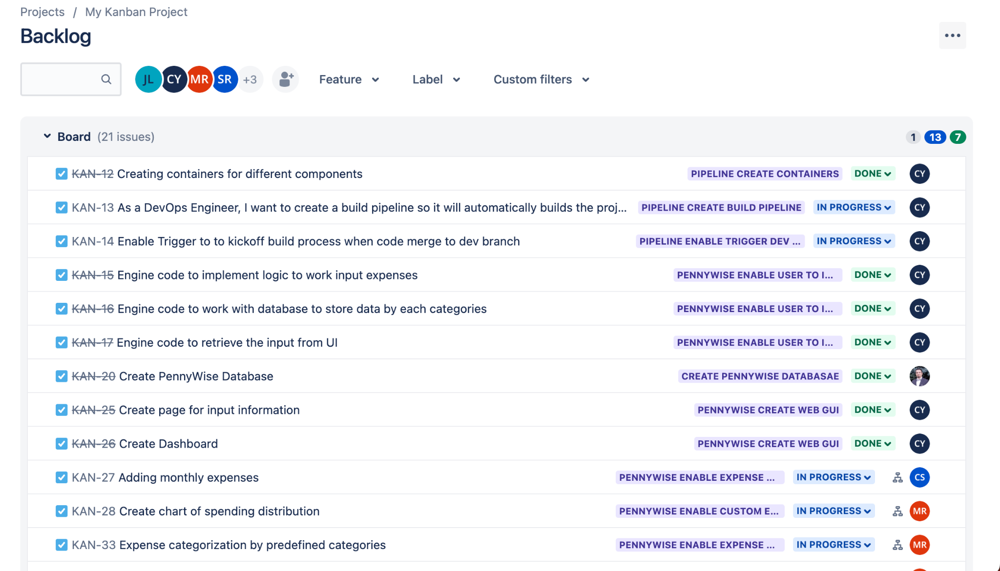 Projects / My Kanban Project
Backlog
JL CY MR SR +3 Feature Label Custom filters
Board (21 issues) 1 13 7
KAN-12 Creating containers for different components PIPELINE CREATE CONTAINERS DONE CY
KAN-13 As a DevOps Engineer, I want to create a build pipeline so it will automatically builds the proj... PIPELINE CREATE BUILD PIPELINE IN PROGRESS CY
KAN-14 Enable Trigger to to kickoff build process when code merge to dev branch PIPELINE ENABLE TRIGGER DEV ... IN PROGRESS CY
KAN-15 Engine code to implement logic to work input expenses PENNYWISE ENABLE USER TO I... DONE CY
KAN-16 Engine code to work with database to store data by each categories PENNYWISE ENABLE USER TO I... DONE CY
KAN-17 Engine code to retrieve the input from UI PENNYWISE ENABLE USER TO I... DONE CY
KAN-20 Create PennyWise Database CREATE PENNYWISE DATABASAE DONE
KAN-25 Create page for input information PENNYWISE CREATE WEB GUI DONE CY
KAN-26 Create Dashboard PENNYWISE CREATE WEB GUI DONE CY
KAN-27 Adding monthly expenses PENNYWISE ENABLE EXPENSE ... IN PROGRESS CS
KAN-28 Create chart of spending distribution PENNYWISE ENABLE CUSTOM E... IN PROGRESS MR
KAN-33 Expense categorization by predefined categories PENNYWISE ENABLE EXPENSE ... IN PROGRESS MR